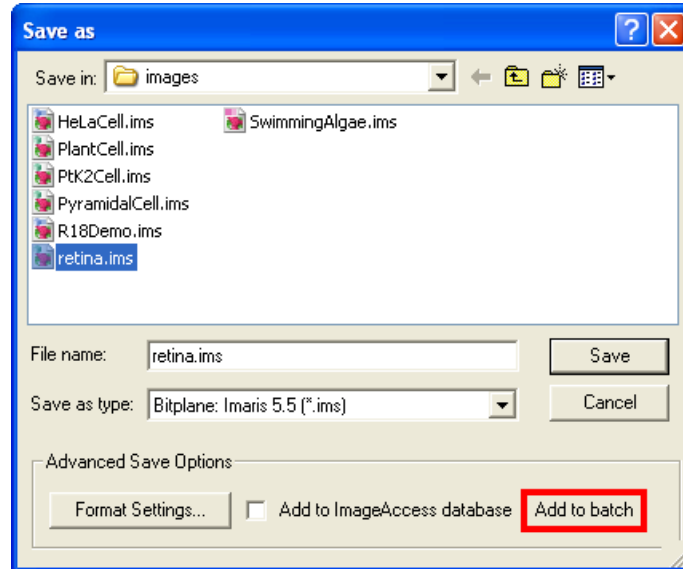 Save as
Save in: images
HeLaCell.ims SwimmingAlgae.ims
PlantCell.ims
PtK2Cell.ims
PyramidalCell.ims
R18Demo.ims
retina.ims
File name: retina.ims Save
Save as type: Bitplane: Imaris 5.5 (*.ims) Cancel
Advanced Save Options
Format Settings... Add to ImageAccess database Add to batch